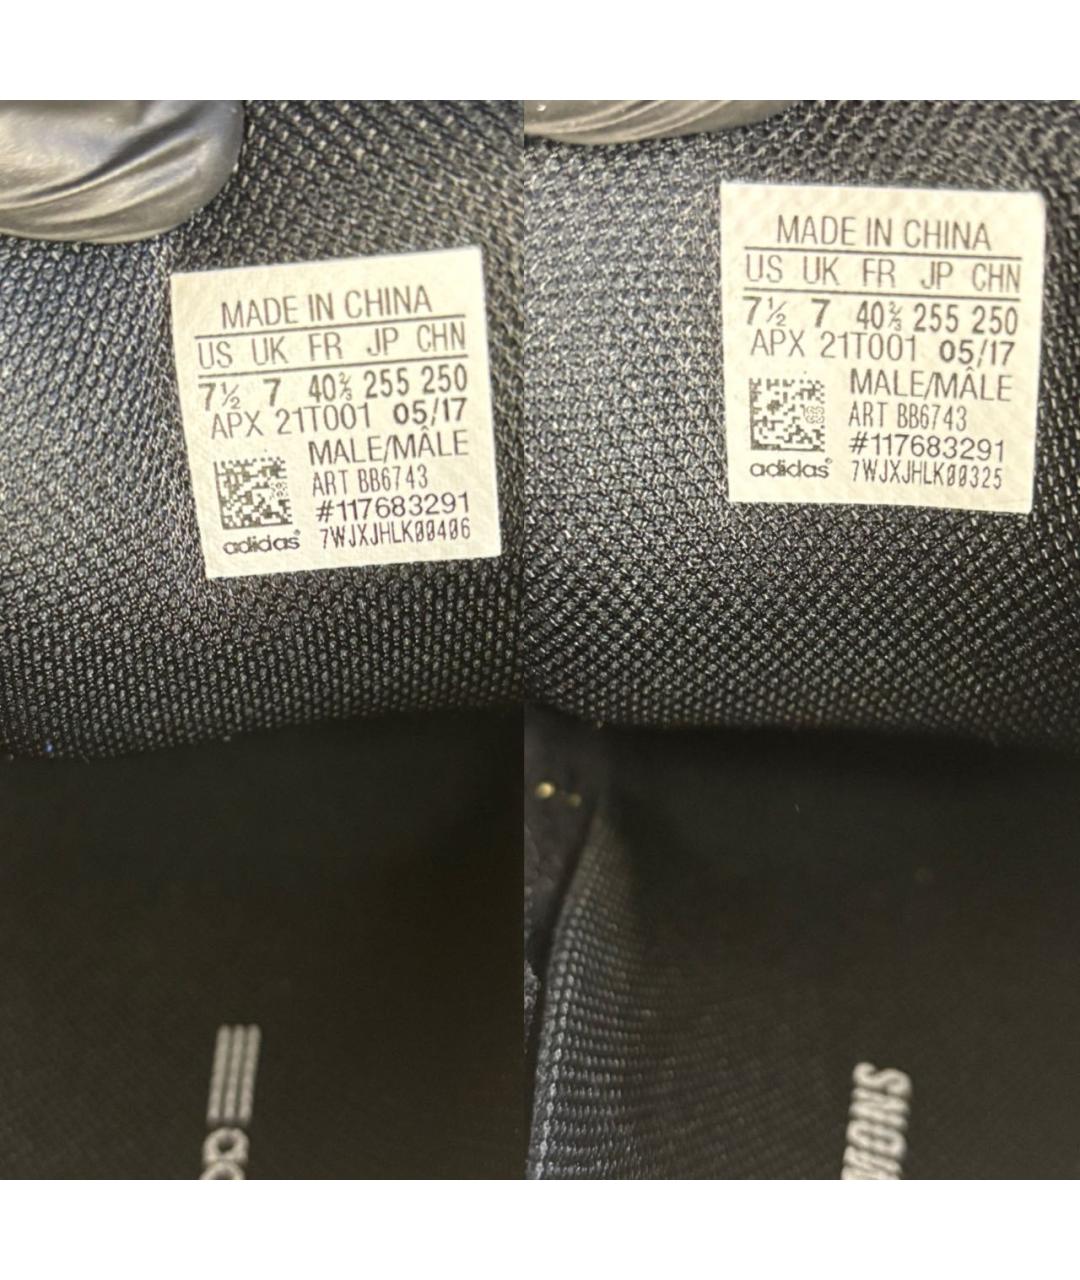 MADE IN CHINA
US UK FR JP CHN
7½ 7 40⅔ 255 250
APX 21T001 05/17
MALE/MÂLE
ART BB6743
#117683291
7WJXJHLK00406
adidas
MADE IN CHINA
US UK FR JP CHN
7½ 7 40⅔ 255 250
APX 21T001 05/17
MALE/MÂLE
ART BB6743
#117683291
7WJXJHLK00325
adidas